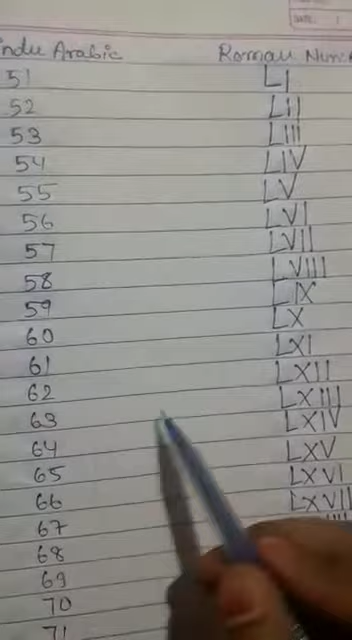 DATE:
indu Arabic Roman Num
51 LI
52 LII
53 LIII
54 LIV
55 LV
56 LVI
57 LVII
58 LVIII
59 LIX
60 LX
61 LXI
62 LXII
63 LXIII
64 LXIV
65 LXV
66 LXVI
67 LXVII
68
69
70
71